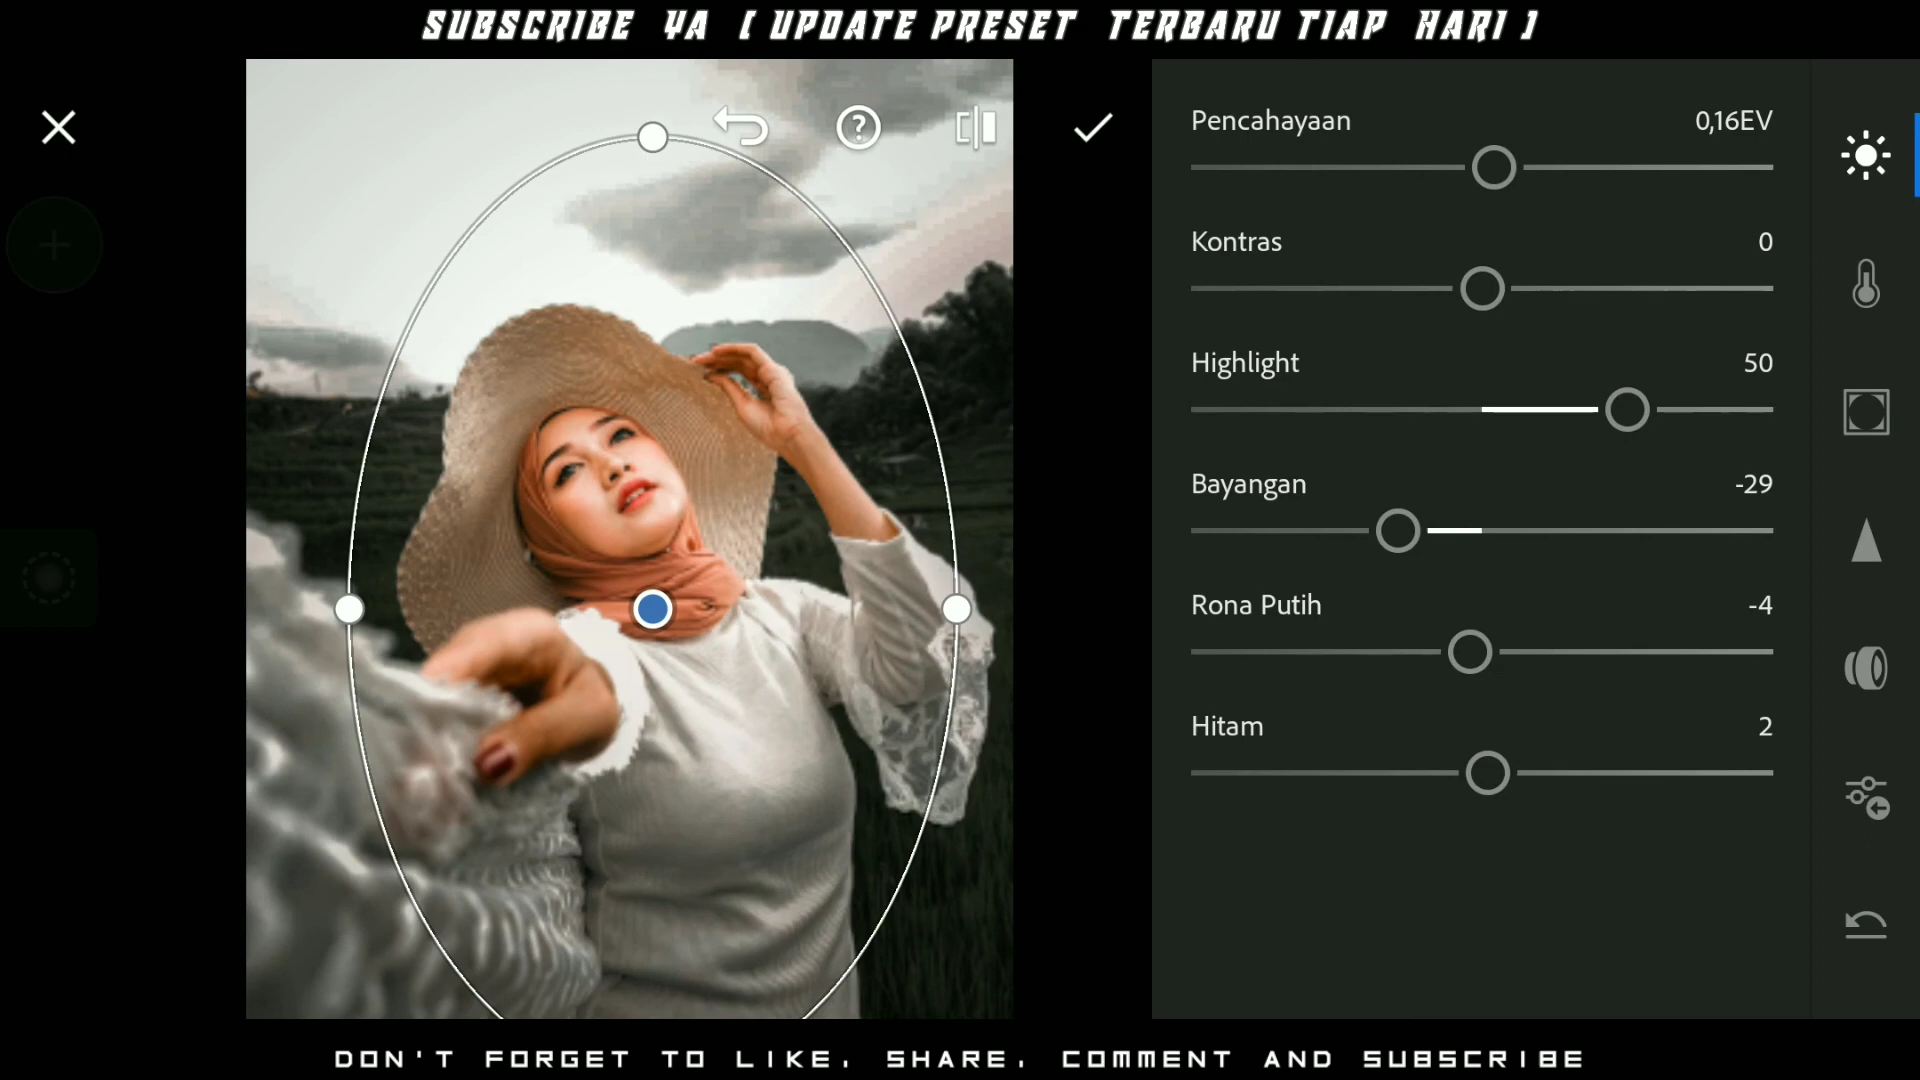 SUBSCRIBE YA [ UPDATE PRESET TERBARU TIAP HARI ]
Pencahayaan 0,16EV
Kontras 0
Highlight 50
Bayangan -29
Rona Putih -4
Hitam 2
DON'T FORGET TO LIKE, SHARE, COMMENT AND SUBSCRIBE